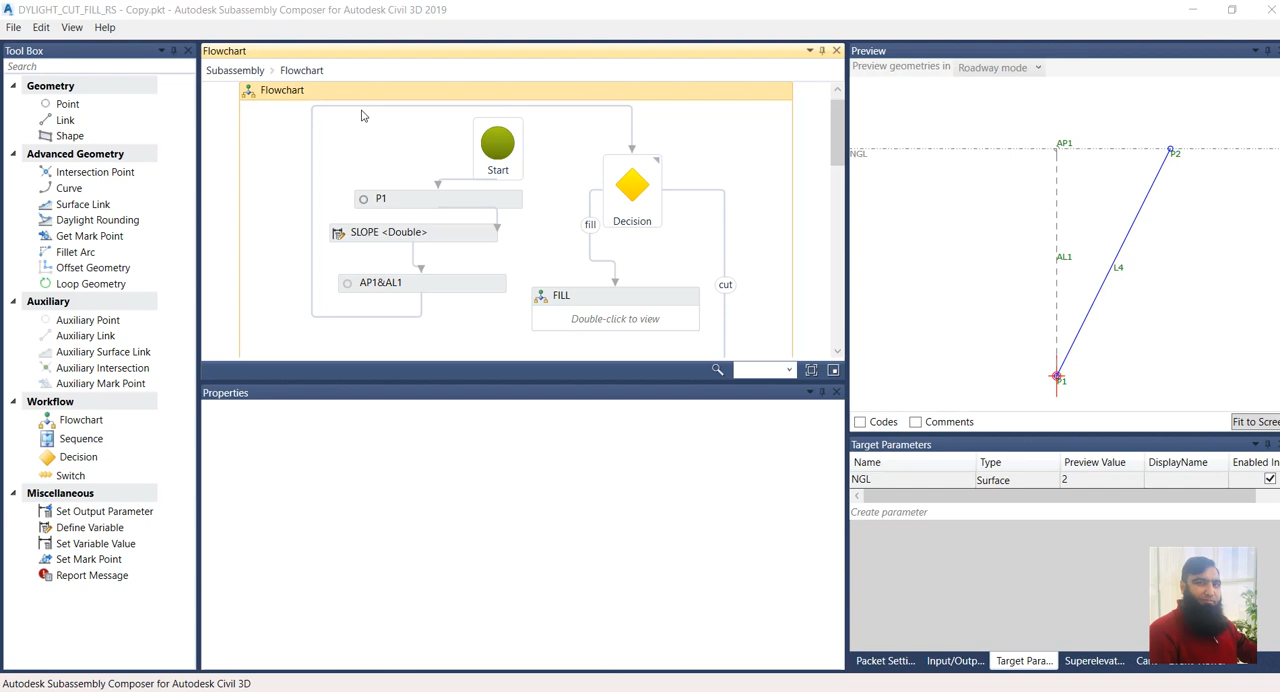 DYLIGHT_CUT_FILL_RS - Copy.pkt - Autodesk Subassembly Composer for Autodesk Civil 3D 2019
File Edit View Help
Tool Box
Search
Geometry
Point
Link
Shape
Advanced Geometry
Intersection Point
Curve
Surface Link
Daylight Rounding
Get Mark Point
Fillet Arc
Offset Geometry
Loop Geometry
Auxiliary
Auxiliary Point
Auxiliary Link
Auxiliary Surface Link
Auxiliary Intersection
Auxiliary Mark Point
Workflow
Flowchart
Sequence
Decision
Switch
Miscellaneous
Set Output Parameter
Define Variable
Set Variable Value
Set Mark Point
Report Message
Flowchart
Subassembly > Flowchart
Flowchart
Start
P1
SLOPE <Double>
AP1&AL1
Decision
fill
cut
FILL
Double-click to view
Properties
Preview
Preview geometries in Roadway mode
NGL
AP1
P2
AL1
L4
P1
Codes Comments Fit to Scree
Target Parameters
Name Type Preview Value DisplayName Enabled In
NGL Surface 2
Create parameter
Packet Setti... Input/Outp... Target Para... Superelevat...
Autodesk Subassembly Composer for Autodesk Civil 3D